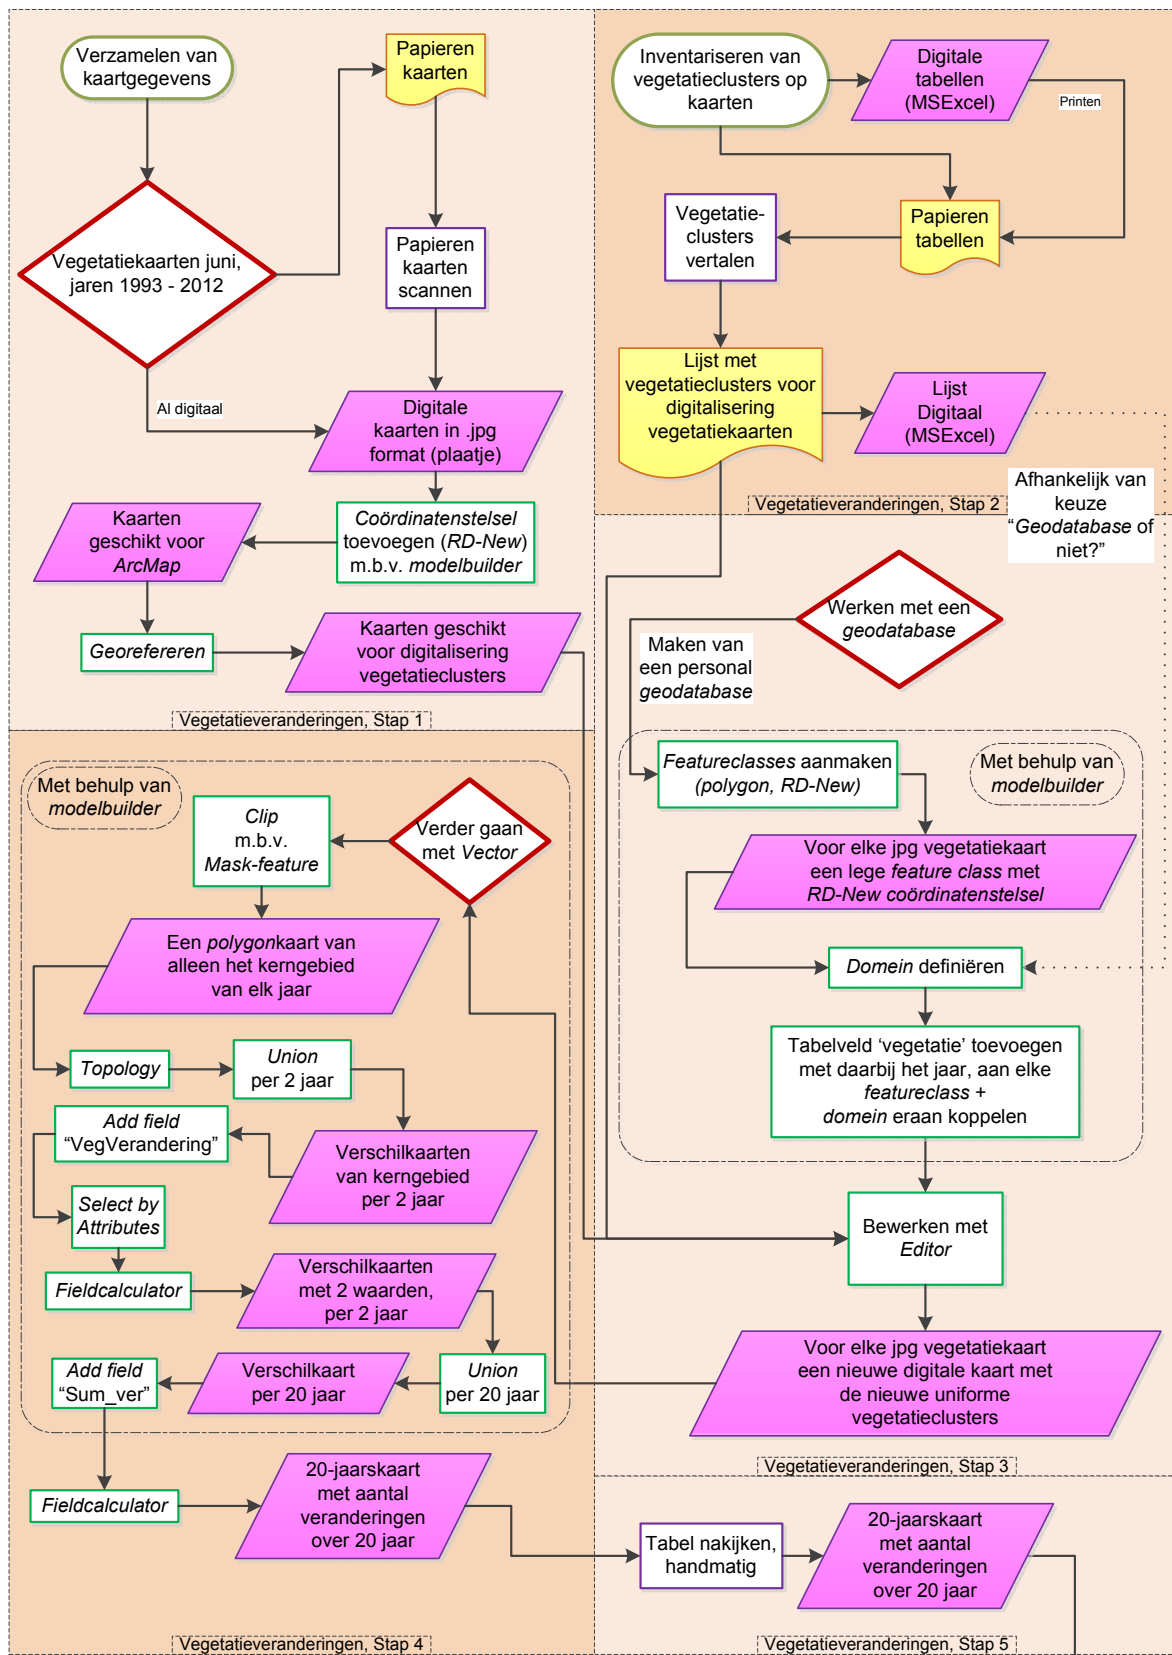 Verzamelen van
kaartgegevens
Papieren
kaarten
Vegetatiekaarten juni,
jaren 1993 - 2012
Papieren
kaarten
scannen
Al digitaal
Digitale
kaarten in .jpg
format (plaatje)
Coördinatenstelsel
toevoegen (RD-New)
m.b.v. modelbuilder
Kaarten
geschikt voor
ArcMap
Georefereren
Kaarten geschikt
voor digitalisering
vegetatieclusters
Vegetatieveranderingen, Stap 1
Inventariseren van
vegetatieclusters op
kaarten
Digitale
tabellen
(MSExcel)
Printen
Papieren
tabellen
Vegetatie-
clusters
vertalen
Lijst met
vegetatieclusters voor
digitalisering
vegetatiekaarten
Lijst
Digitaal
(MSExcel)
Vegetatieveranderingen, Stap 2
Afhankelijk van
keuze
“Geodatabase of
niet?”
Werken met een
geodatabase
Maken van
een personal
geodatabase
Featureclasses aanmaken
(polygon, RD-New)
Met behulp van
modelbuilder
Voor elke jpg vegetatiekaart
een lege feature class met
RD-New coördinatenstelsel
Domein definiëren
Tabelveld ‘vegetatie’ toevoegen
met daarbij het jaar, aan elke
featureclass +
domein eraan koppelen
Bewerken met
Editor
Voor elke jpg vegetatiekaart
een nieuwe digitale kaart met
de nieuwe uniforme
vegetatieclusters
Vegetatieveranderingen, Stap 3
Met behulp van
modelbuilder
Clip
m.b.v.
Mask-feature
Verder gaan
met Vector
Een polygonkaart van
alleen het kerngebied
van elk jaar
Topology
Union
per 2 jaar
Add field
“VegVerandering”
Verschilkaarten
van kerngebied
per 2 jaar
Select by
Attributes
Fieldcalculator
Verschilkaarten
met 2 waarden,
per 2 jaar
Add field
“Sum_ver”
Verschilkaart
per 20 jaar
Union
per 20 jaar
Fieldcalculator
20-jaarskaart
met aantal
veranderingen
over 20 jaar
Vegetatieveranderingen, Stap 4
Tabel nakijken,
handmatig
20-jaarskaart
met aantal
veranderingen
over 20 jaar
Vegetatieveranderingen, Stap 5